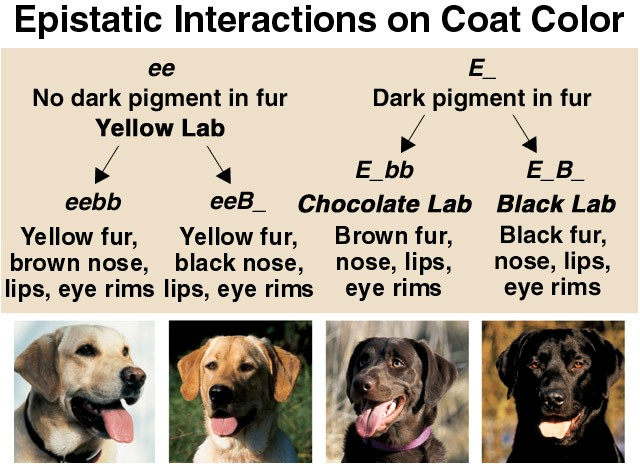 Epistatic Interactions on Coat Color
ee
No dark pigment in fur
Yellow Lab
E_
Dark pigment in fur
eebb
Yellow fur,
brown nose,
lips, eye rims
eeB_
Yellow fur,
black nose,
lips, eye rims
E_bb
Chocolate Lab
Brown fur,
nose, lips,
eye rims
E_B_
Black Lab
Black fur,
nose, lips,
eye rims